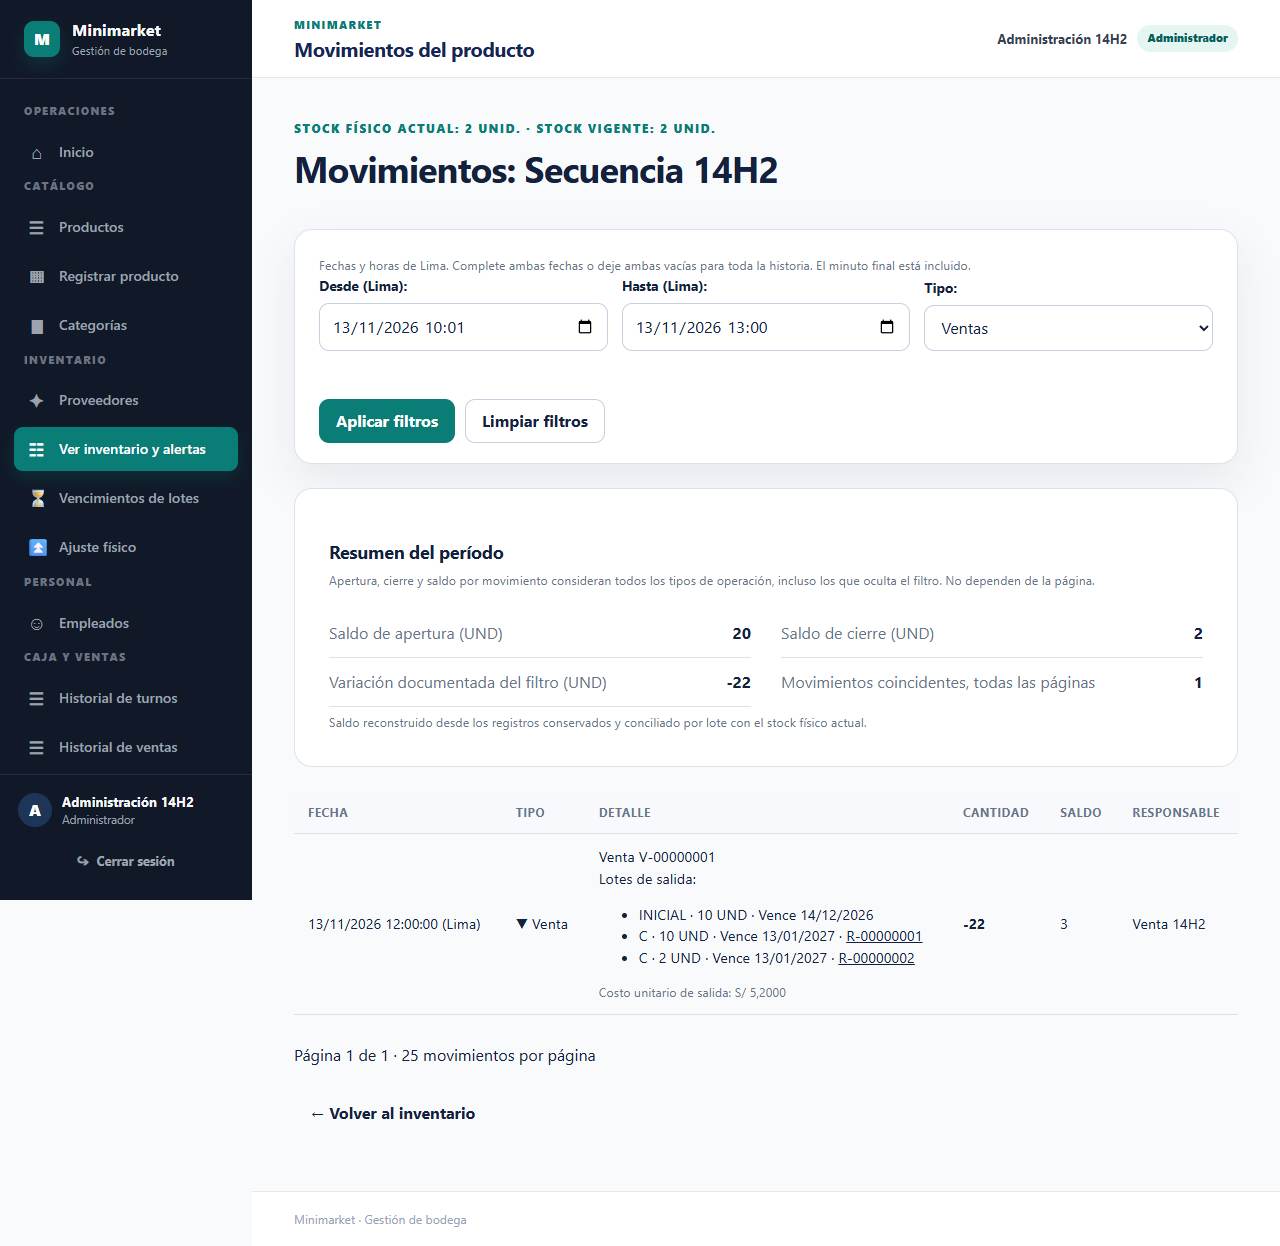 M
Minimarket
Gestión de bodega
OPERACIONES
Inicio
CATÁLOGO
Productos
Registrar producto
Categorías
INVENTARIO
Proveedores
Ver inventario y alertas
Vencimientos de lotes
Ajuste físico
PERSONAL
Empleados
CAJA Y VENTAS
Historial de turnos
Historial de ventas
A
Administración 14H2
Administrador
Cerrar sesión
MINIMARKET
Movimientos del producto
Administración 14H2
Administrador
STOCK FÍSICO ACTUAL: 2 UNID. · STOCK VIGENTE: 2 UNID.
Movimientos: Secuencia 14H2
Fechas y horas de Lima. Complete ambas fechas o deje ambas vacías para toda la historia. El minuto final está incluido.
Desde (Lima):
Hasta (Lima):
Tipo:
13/11/2026 10:01
13/11/2026 13:00
Ventas
Aplicar filtros
Limpiar filtros
Resumen del período
Apertura, cierre y saldo por movimiento consideran todos los tipos de operación, incluso los que oculta el filtro. No dependen de la página.
Saldo de apertura (UND) 20
Saldo de cierre (UND) 2
Variación documentada del filtro (UND) -22
Movimientos coincidentes, todas las páginas 1
Saldo reconstruido desde los registros conservados y conciliado por lote con el stock físico actual.
FECHA TIPO DETALLE CANTIDAD SALDO RESPONSABLE
13/11/2026 12:00:00 (Lima)
▼ Venta
Venta V-00000001
Lotes de salida:
• INICIAL · 10 UND · Vence 14/12/2026
• C · 10 UND · Vence 13/01/2027 · R-00000001
• C · 2 UND · Vence 13/01/2027 · R-00000002
Costo unitario de salida: S/ 5,2000
-22
3
Venta 14H2
Página 1 de 1 · 25 movimientos por página
← Volver al inventario
Minimarket · Gestión de bodega